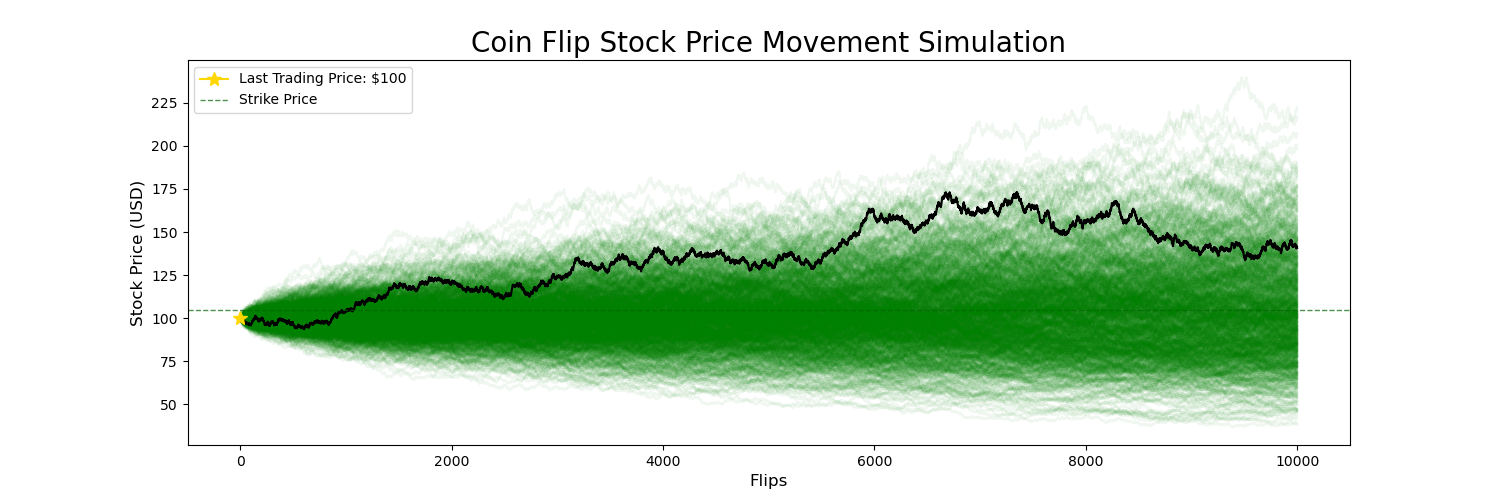 Coin Flip Stock Price Movement Simulation
Last Trading Price: $100
Strike Price
225
200
175
150
125
100
75
50
Stock Price (USD)
0 2000 4000 6000 8000 10000
Flips